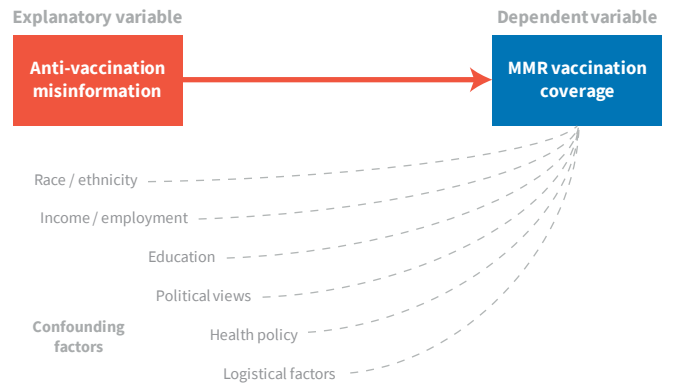 Explanatory variable
Dependent variable
Anti-vaccination
misinformation
MMR vaccination
coverage
Race / ethnicity
Income / employment
Education
Political views
Confounding
factors
Health policy
Logistical factors